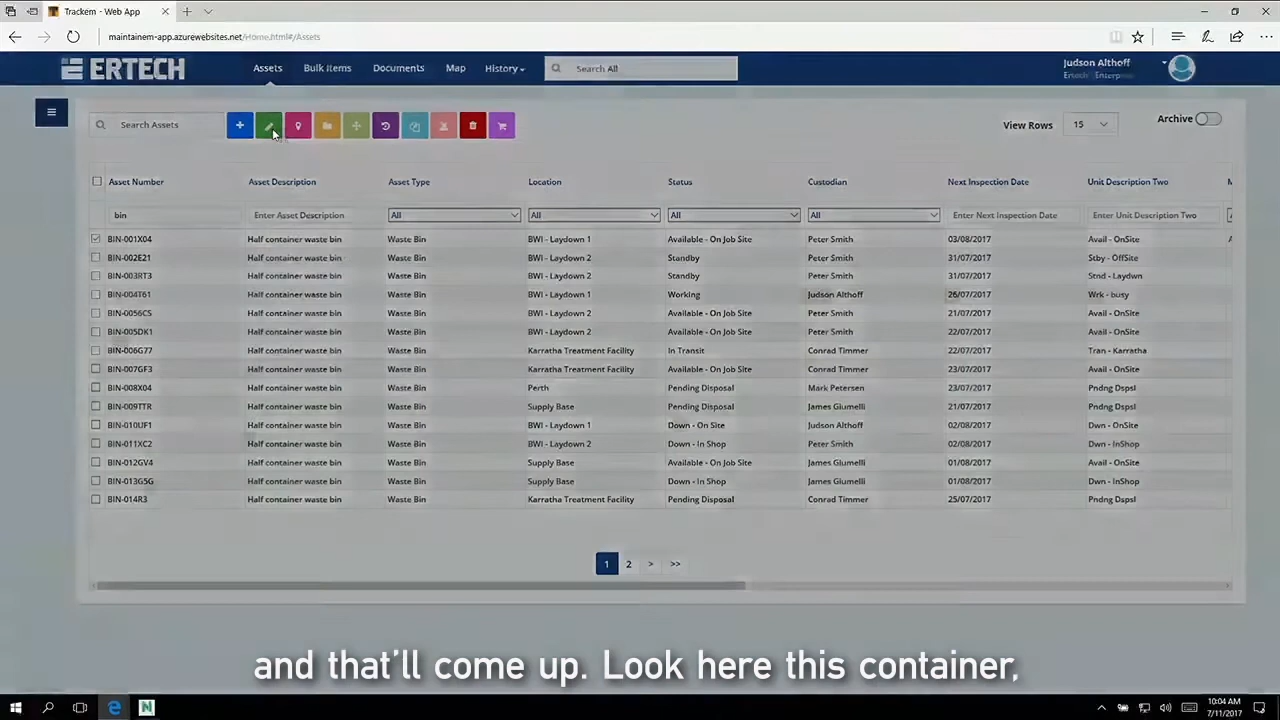 Trackem - Web App
maintainem-app.azurewebsites.net/Home.html#/Assets
ERTECH
Assets
Bulk Items
Documents
Map
History
Search All
Judson Althoff
Search Assets
View Rows
15
Archive
Asset Number Asset Description Asset Type Location Status Custodian Next Inspection Date Unit Description Two
bin Enter Asset Description All All All All Enter Next Inspection Date Enter Unit Description Two
BIN-001X04 Half container waste bin Waste Bin BWI - Laydown 1 Available - On Job Site Peter Smith 03/08/2017 Avail - OnSite
BIN-002E21 Half container waste bin Waste Bin BWI - Laydown 2 Standby Peter Smith 31/07/2017 Stby - OffSite
BIN-003RT3 Half container waste bin Waste Bin BWI - Laydown 2 Standby Peter Smith 31/07/2017 Stnd - Laydwn
BIN-004T61 Half container waste bin Waste Bin BWI - Laydown 1 Working Judson Althoff 26/07/2017 Wrk - busy
BIN-0056CS Half container waste bin Waste Bin BWI - Laydown 2 Available - On Job Site Peter Smith 21/07/2017 Avail - OnSite
BIN-005DK1 Half container waste bin Waste Bin BWI - Laydown 2 Available - On Job Site Peter Smith 22/07/2017 Avail - OnSite
BIN-006G77 Half container waste bin Waste Bin Karratha Treatment Facility In Transit Conrad Timmer 22/07/2017 Tran - Karratha
BIN-007GF3 Half container waste bin Waste Bin Karratha Treatment Facility Available - On Job Site Conrad Timmer 23/07/2017 Avail - OnSite
BIN-008X04 Half container waste bin Waste Bin Perth Pending Disposal Mark Petersen 23/07/2017 Pndng Dspsl
BIN-009TTR Half container waste bin Waste Bin Supply Base Pending Disposal James Giumelli 21/07/2017 Pndng Dspsl
BIN-010UF1 Half container waste bin Waste Bin BWI - Laydown 1 Down - On Site Judson Althoff 02/08/2017 Dwn - OnSite
BIN-011XC2 Half container waste bin Waste Bin BWI - Laydown 2 Down - In Shop Peter Smith 02/08/2017 Dwn - InShop
BIN-012GV4 Half container waste bin Waste Bin Supply Base Available - On Job Site James Giumelli 01/08/2017 Avail - OnSite
BIN-013G5G Half container waste bin Waste Bin Supply Base Down - In Shop James Giumelli 01/08/2017 Dwn - InShop
BIN-014R3 Half container waste bin Waste Bin Karratha Treatment Facility Pending Disposal Conrad Timmer 25/07/2017 Pndng Dspsl
1 2 > >>
and that'll come up. Look here this container,
10:04 AM
7/11/2017